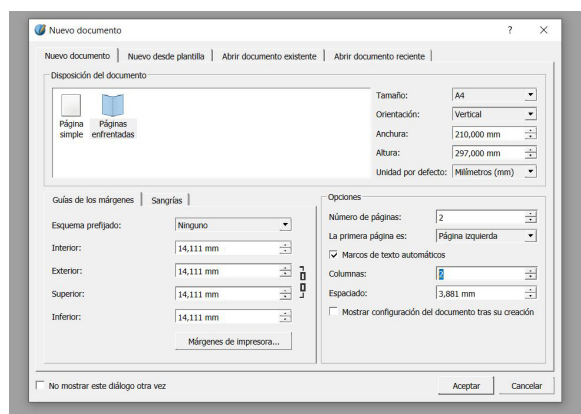 Nuevo documento
Nuevo documento Nuevo desde plantilla Abrir documento existente Abrir documento reciente
Disposición del documento
Página simple
Páginas enfrentadas
Tamaño: A4
Orientación: Vertical
Anchura: 210,000 mm
Altura: 297,000 mm
Unidad por defecto: Milímetros (mm)
Guías de los márgenes Sangrías
Esquema prefijado: Ninguno
Interior: 14,111 mm
Exterior: 14,111 mm
Superior: 14,111 mm
Inferior: 14,111 mm
Márgenes de impresora...
Opciones
Número de páginas: 2
La primera página es: Página izquierda
Marcos de texto automáticos
Columnas: 2
Espaciado: 3,881 mm
Mostrar configuración del documento tras su creación
No mostrar este diálogo otra vez
Aceptar Cancelar